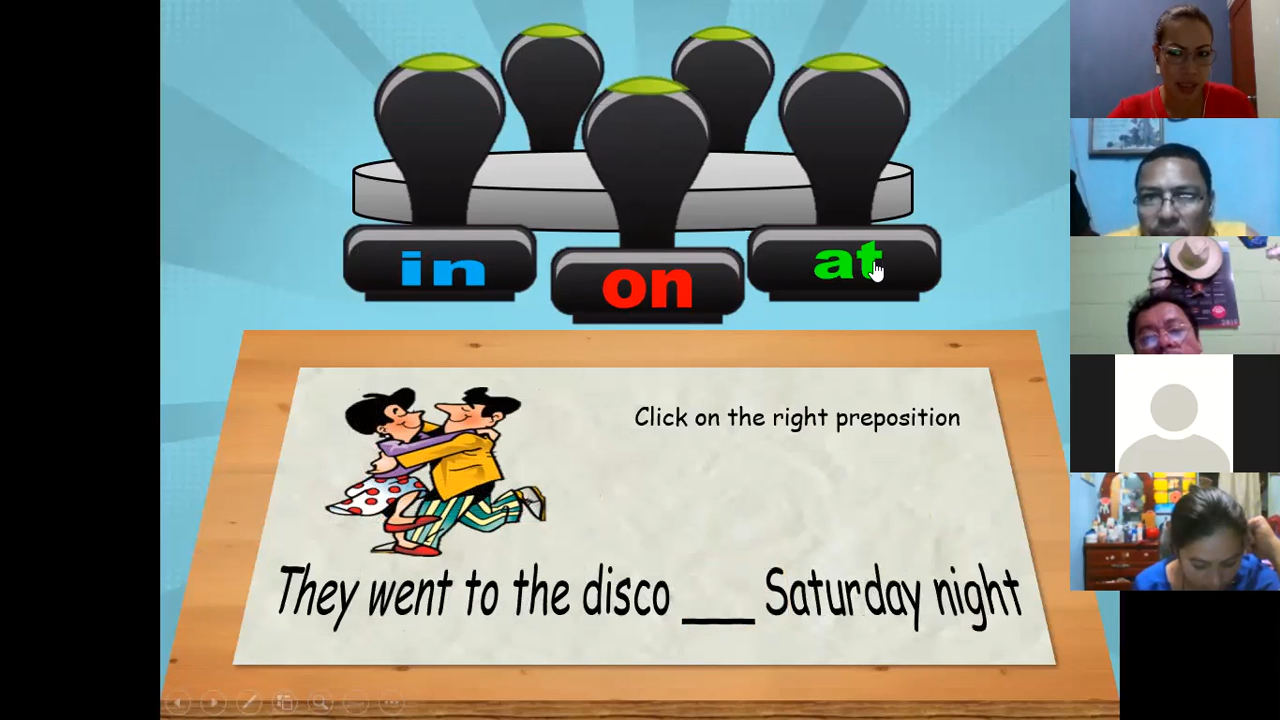 in
on
at
Click on the right preposition
They went to the disco ___ Saturday night